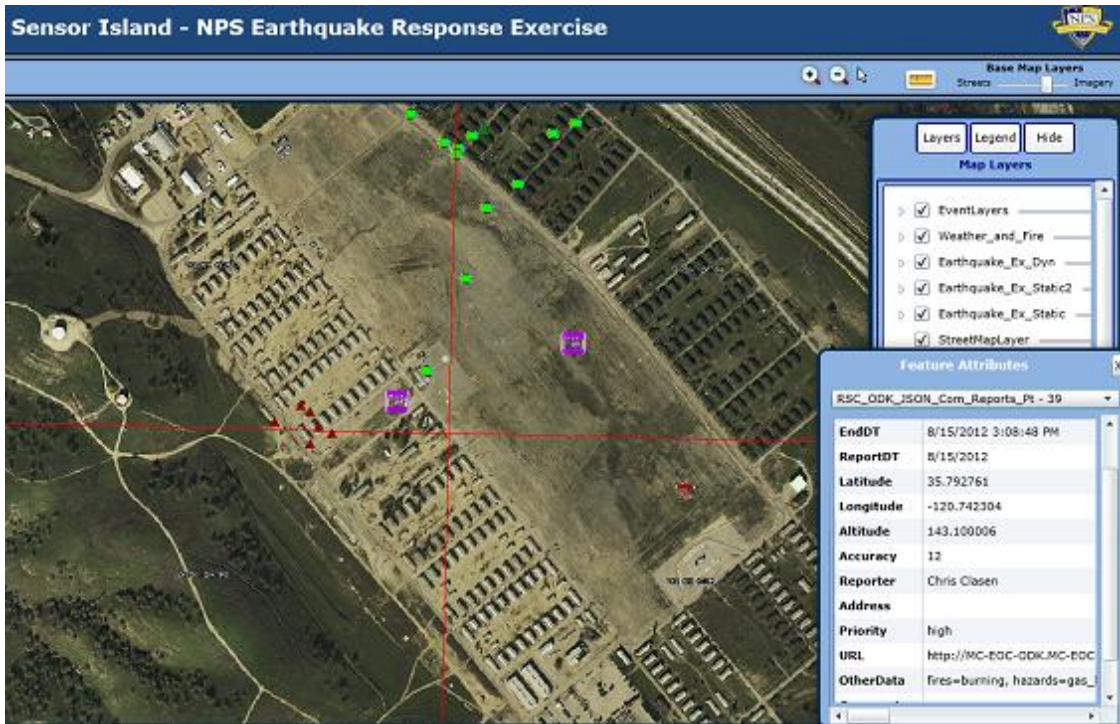 Sensor Island - NPS Earthquake Response Exercise
NPS
Base Map Layers
Streets Imagery
Layers Legend Hide
Map Layers
EventLayers
Weather_and_Fire
Earthquake_Ex_Dyn
Earthquake_Ex_Static2
Earthquake_Ex_Static
StreetMapLayer
Feature Attributes X
RSC_ODK_JSON_Com_Reports_Pt - 39
EndDT 8/15/2012 3:08:48 PM
ReportDT 8/15/2012
Latitude 35.792761
Longitude -120.742304
Altitude 143.100006
Accuracy 12
Reporter Chris Clasen
Address
Priority high
URL http://MC-EOC-ODK.MC-EOC
OtherData fires=burning, hazards=gas_